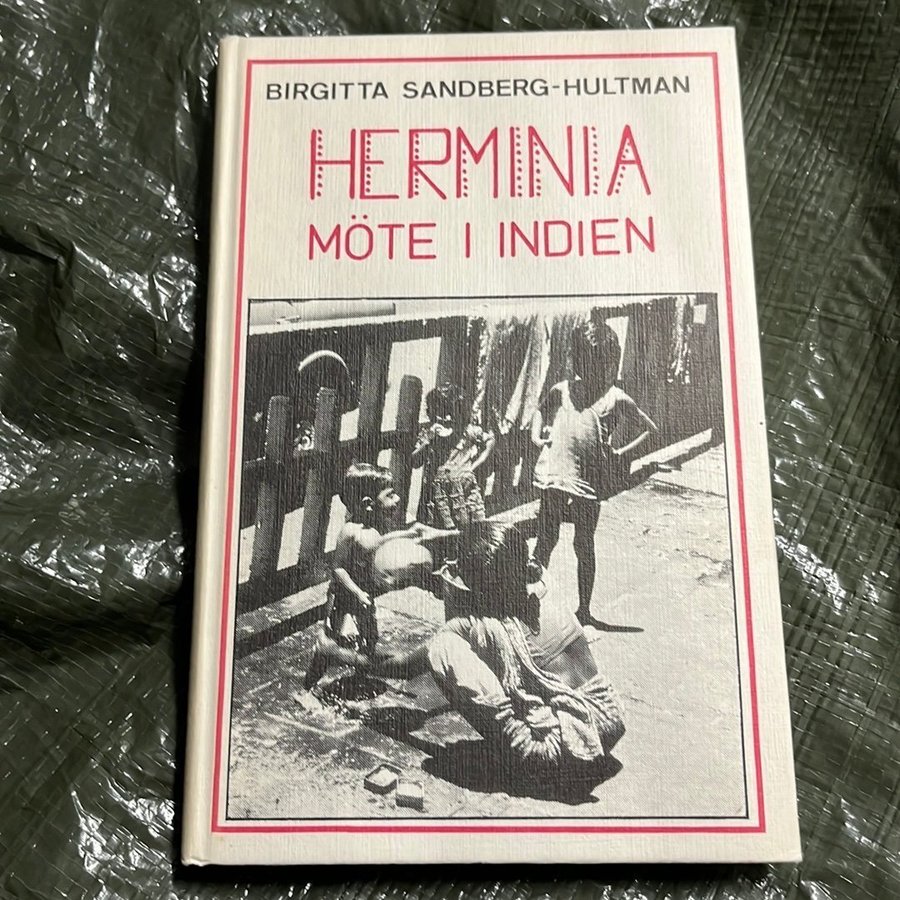 BIRGITTA SANDBERG-HULTMAN
HERMINIA
MÖTE I INDIEN